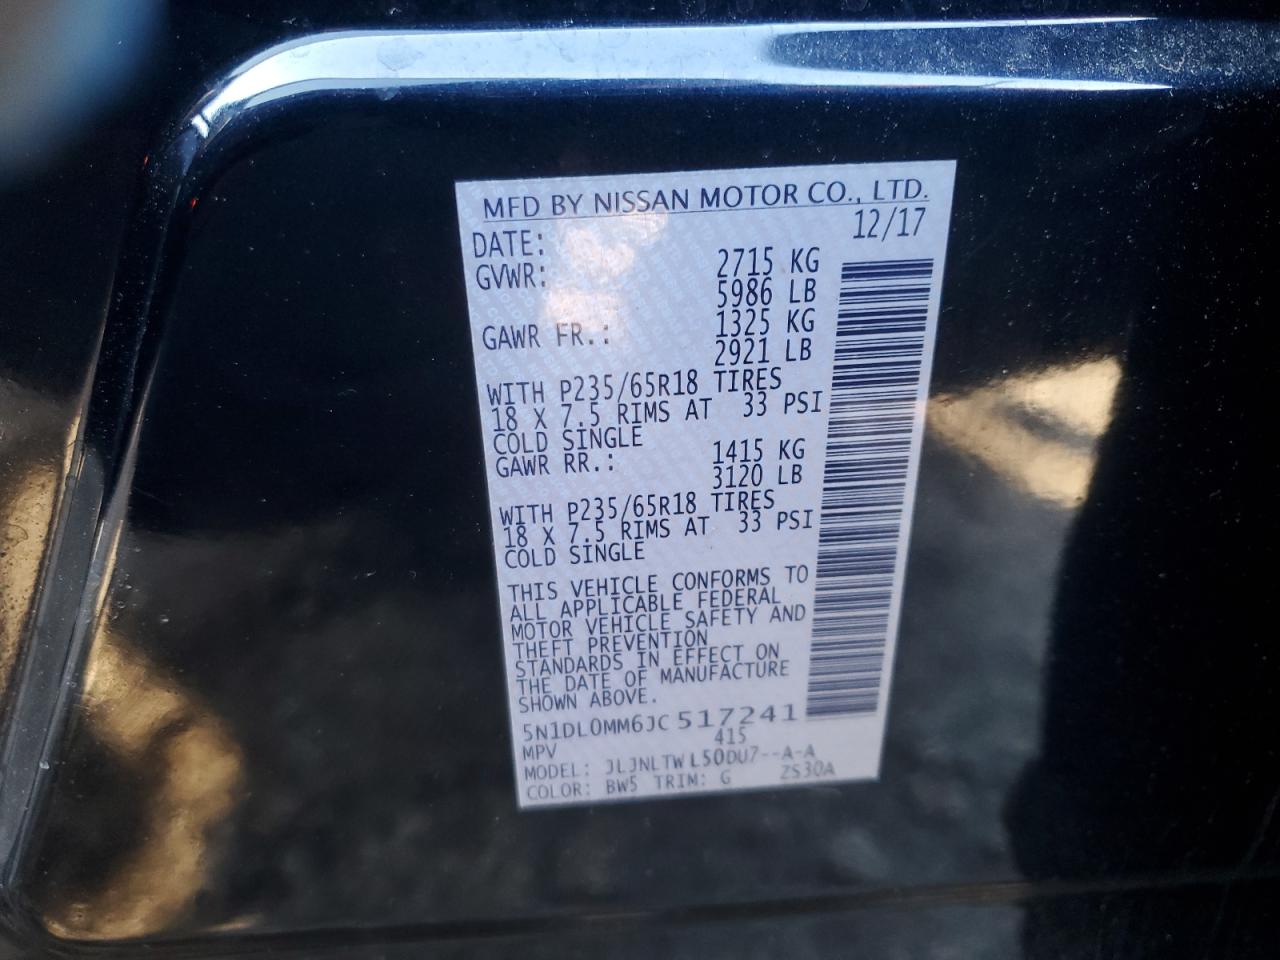 MFD BY NISSAN MOTOR CO., LTD.
DATE: 12/17
GVWR: 2715 KG
5986 LB
GAWR FR.: 1325 KG
2921 LB
WITH P235/65R18 TIRES
18 X 7.5 RIMS AT 33 PSI
COLD SINGLE
GAWR RR.: 1415 KG
3120 LB
WITH P235/65R18 TIRES
18 X 7.5 RIMS AT 33 PSI
COLD SINGLE
THIS VEHICLE CONFORMS TO
ALL APPLICABLE FEDERAL
MOTOR VEHICLE SAFETY AND
THEFT PREVENTION
STANDARDS IN EFFECT ON
THE DATE OF MANUFACTURE
SHOWN ABOVE.
5N1DL0MM6JC 517241
MPV 415
MODEL: JLJNLTWL50DU7--A-A
COLOR: BW5 TRIM: G ZS30A